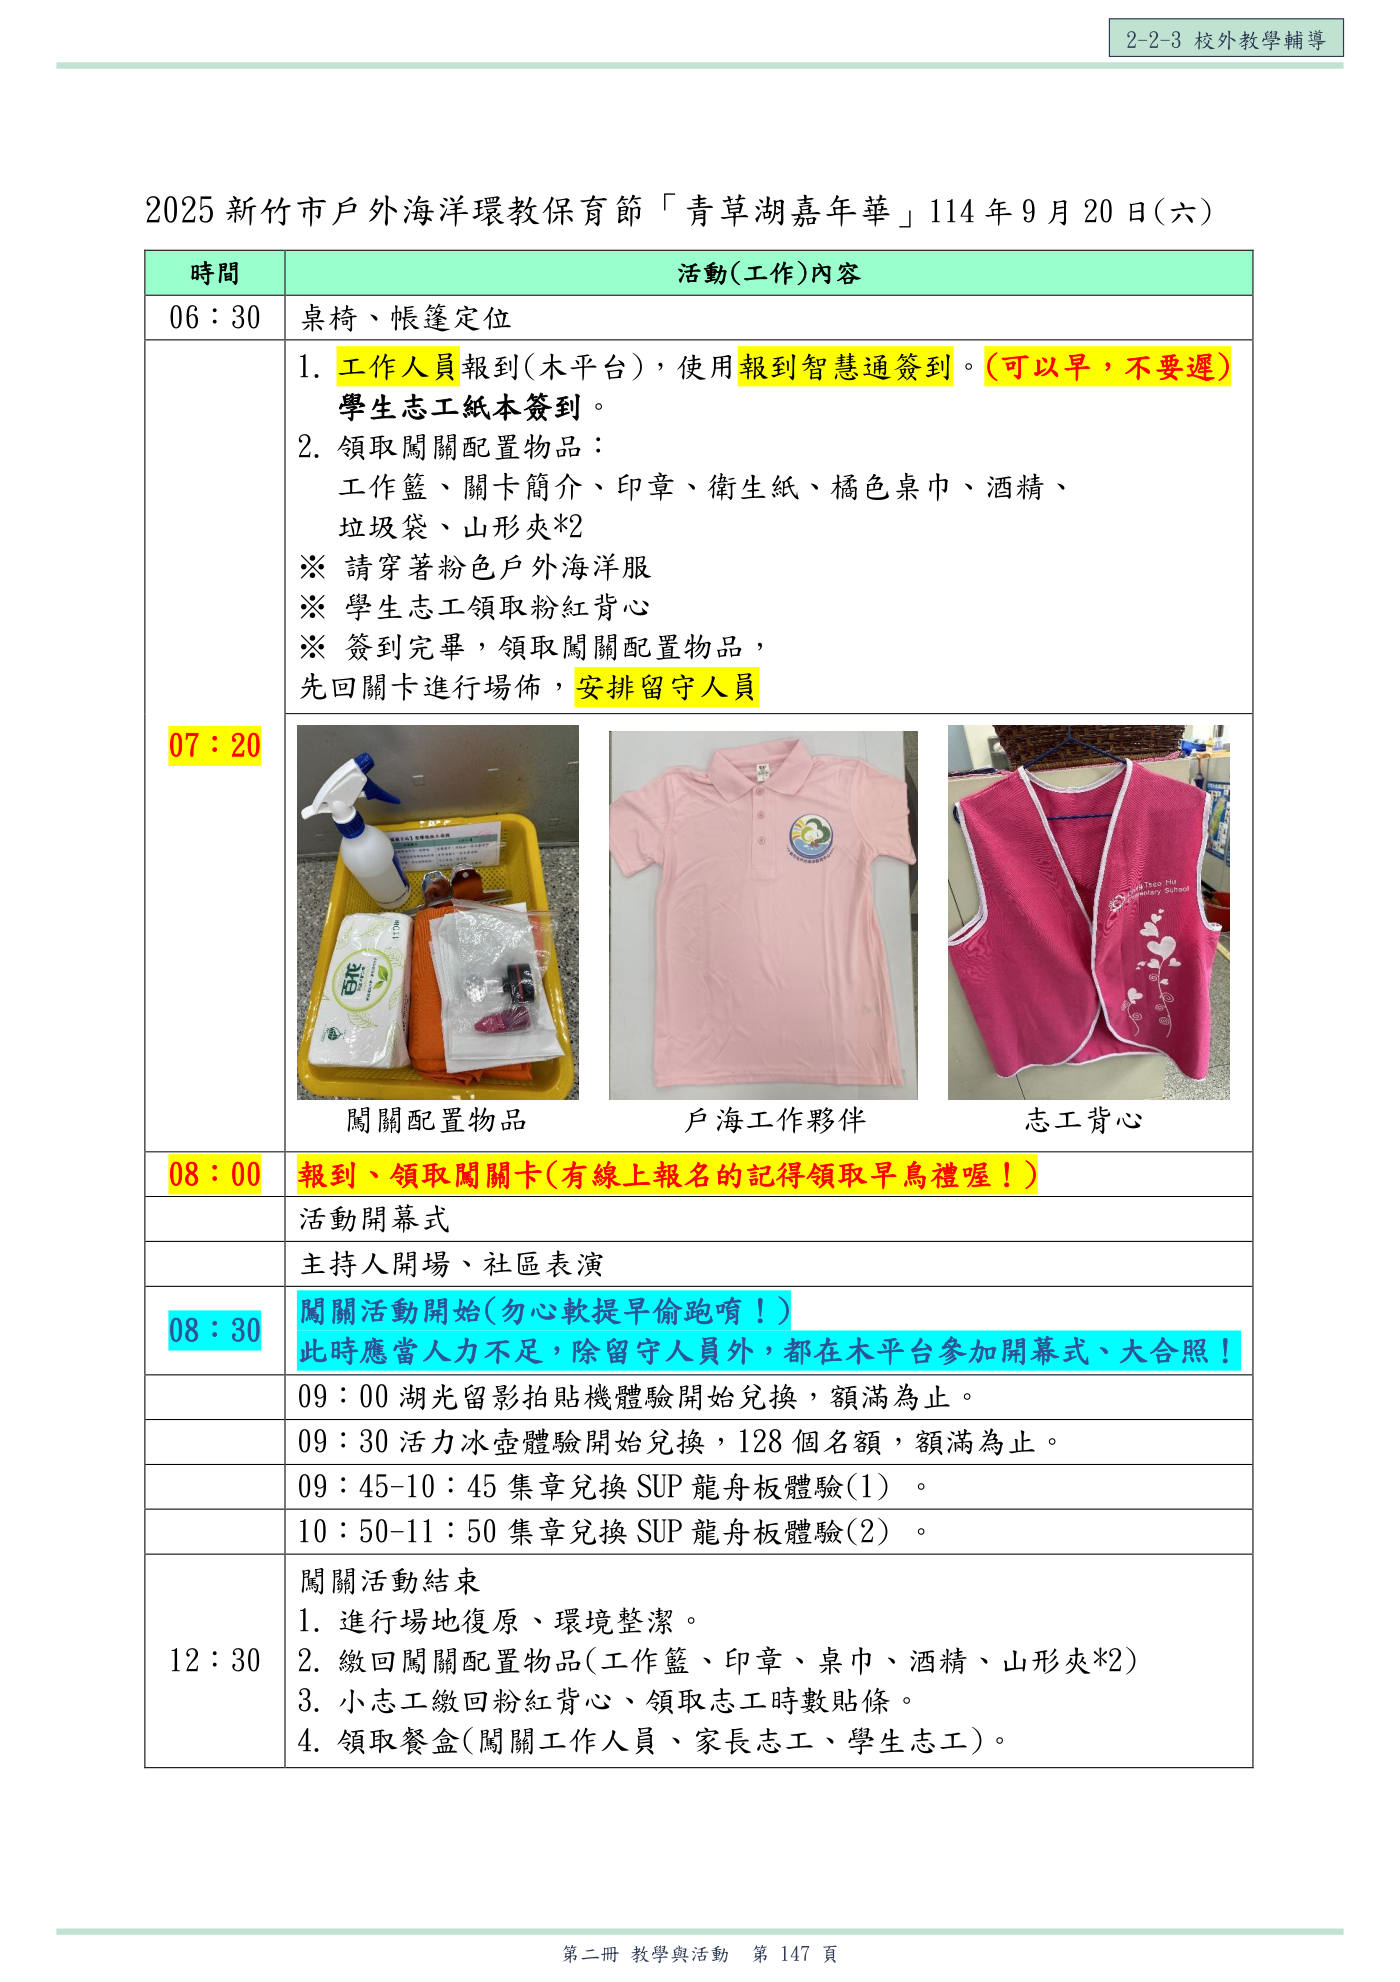 2-2-3 校外教學輔導
2025 新竹市戶外海洋環教保育節「青草湖嘉年華」114 年 9 月 20 日(六)
時間 活動(工作)內容
06：30 桌椅、帳篷定位
1. 工作人員報到(木平台)，使用報到智慧通簽到。(可以早，不要遲)
學生志工紙本簽到。
2. 領取闖關配置物品：
工作籃、關卡簡介、印章、衛生紙、橘色桌巾、酒精、
垃圾袋、山形夾*2
※ 請穿著粉色戶外海洋服
※ 學生志工領取粉紅背心
※ 簽到完畢，領取闖關配置物品，
先回關卡進行場佈，安排留守人員
07：20
百花
Elementary School
闖關配置物品 戶海工作夥伴 志工背心
08：00 報到、領取闖關卡(有線上報名的記得領取早鳥禮喔！)
活動開幕式
主持人開場、社區表演
08：30 闖關活動開始(勿心軟提早偷跑唷！)
此時應當人力不足，除留守人員外，都在木平台參加開幕式、大合照！
09：00 湖光留影拍貼機體驗開始兌換，額滿為止。
09：30 活力冰壺體驗開始兌換，128 個名額，額滿為止。
09：45-10：45 集章兌換 SUP 龍舟板體驗(1) 。
10：50-11：50 集章兌換 SUP 龍舟板體驗(2) 。
12：30 闖關活動結束
1. 進行場地復原、環境整潔。
2. 繳回闖關配置物品(工作籃、印章、桌巾、酒精、山形夾*2)
3. 小志工繳回粉紅背心、領取志工時數貼條。
4. 領取餐盒(闖關工作人員、家長志工、學生志工)。
第二冊 教學與活動 第 147 頁